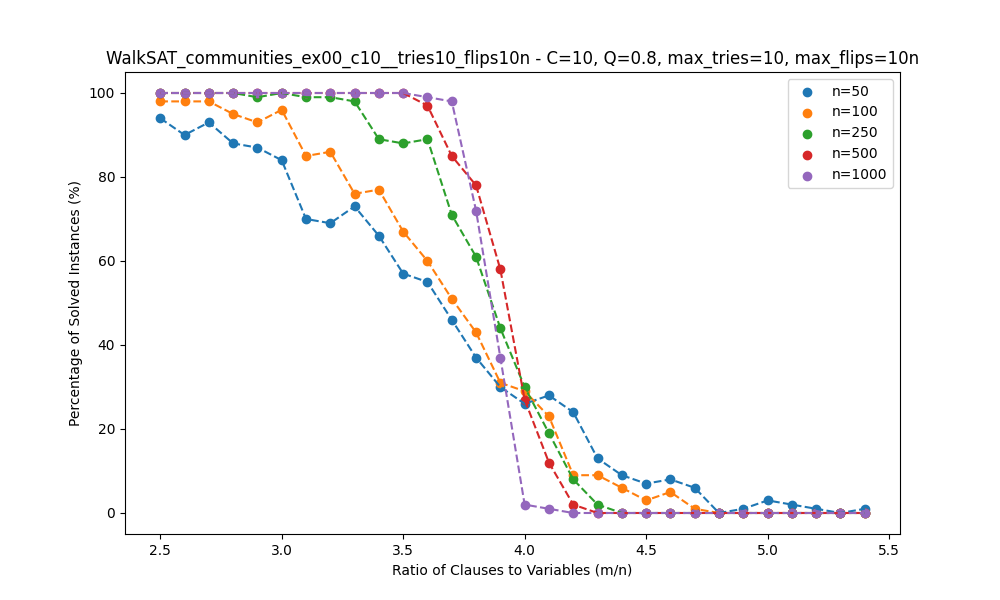 WalkSAT_communities_ex00_c10__tries10_flips10n - C=10, Q=0.8, max_tries=10, max_flips=10n
100
80
60
40
20
0
Percentage of Solved Instances (%)
n=50
n=100
n=250
n=500
n=1000
2.5 3.0 3.5 4.0 4.5 5.0 5.5
Ratio of Clauses to Variables (m/n)